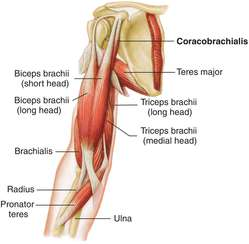 Coracobrachialis
Teres major
Biceps brachii
(short head)
Biceps brachii
(long head)
Triceps brachii
(long head)
Triceps brachii
(medial head)
Brachialis
Radius
Pronator
teres
Ulna